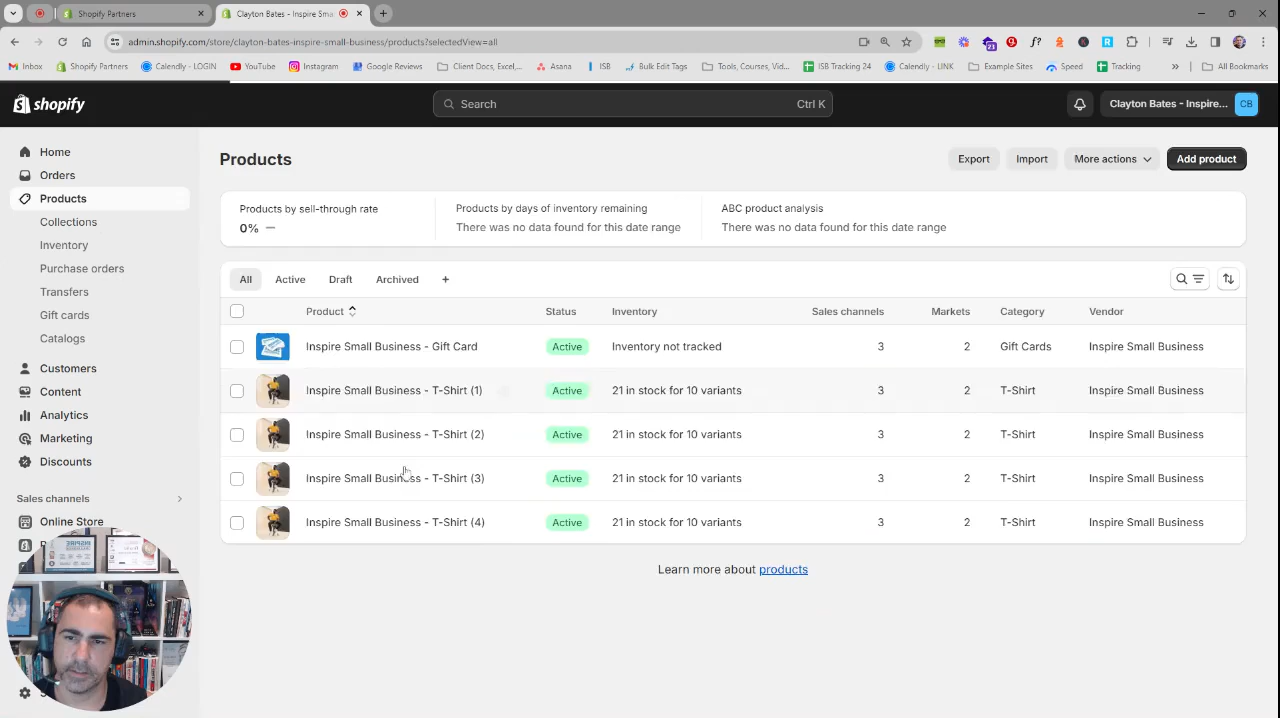 Shopify Partners
Clayton Bates - Inspire Sma
admin.shopify.com/store/clayton-bates-inspire-small-business/products?selectedView=all
21
f?
R
Inbox
Shopify Partners
Calendly - LOGIN
YouTube
Instagram
Google Reviews
Client Docs, Excel,...
Asana
ISB
Bulk Edit Tags
Tools, Courses, Vid...
ISB Tracking 24
Calendly - LINK
Example Sites
Speed
Tracking
»
All Bookmarks
shopify
Search
Ctrl K
Clayton Bates - Inspire...
CB
Home
Orders
Products
Collections
Inventory
Purchase orders
Transfers
Gift cards
Catalogs
Customers
Content
Analytics
Marketing
Discounts
Sales channels
Online Store
Products
Export
Import
More actions
Add product
Products by sell-through rate
0% —
Products by days of inventory remaining
There was no data found for this date range
ABC product analysis
There was no data found for this date range
All
Active
Draft
Archived
+
Product Status Inventory Sales channels Markets Category Vendor
Inspire Small Business - Gift Card Active Inventory not tracked 3 2 Gift Cards Inspire Small Business
Inspire Small Business - T-Shirt (1) Active 21 in stock for 10 variants 3 2 T-Shirt Inspire Small Business
Inspire Small Business - T-Shirt (2) Active 21 in stock for 10 variants 3 2 T-Shirt Inspire Small Business
Inspire Small Business - T-Shirt (3) Active 21 in stock for 10 variants 3 2 T-Shirt Inspire Small Business
Inspire Small Business - T-Shirt (4) Active 21 in stock for 10 variants 3 2 T-Shirt Inspire Small Business
Learn more about products